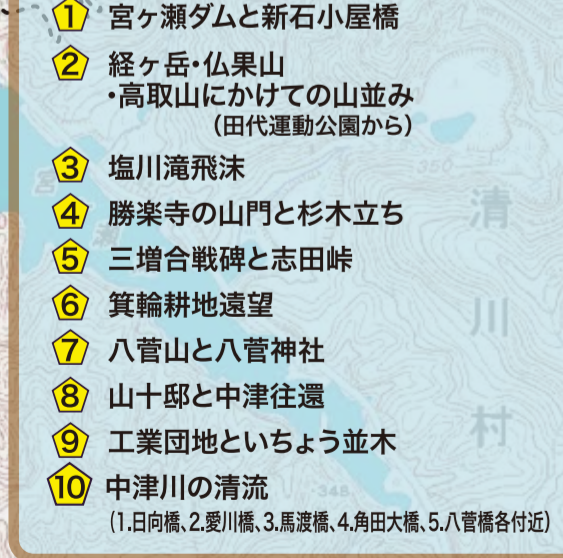 1 宮ヶ瀬ダムと新石小屋橋
2 経ヶ岳・仏果山
・高取山にかけての山並み
（田代運動公園から）
3 塩川滝飛沫
4 勝楽寺の山門と杉木立ち
5 三増合戦碑と志田峠
6 箕輪耕地遠望
7 八菅山と八菅神社
8 山十邸と中津往還
9 工業団地といちょう並木
10 中津川の清流
（1.日向橋、2.愛川橋、3.馬渡橋、4.角田大橋、5.八菅橋各付近）
宮
瀬
350
清
川
村
348